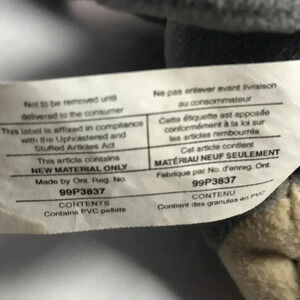 Not to be removed until
delivered to the consumer
This label is affixed in compliance
with the Upholstered and
Stuffed Articles Act
This article contains
NEW MATERIAL ONLY
Made by Ont. Reg. No.
99P3837
CONTENTS
Contains PVC pellets
Ne pas enlever avant livraison
au consommateur
Cette étiquette est apposée
conformément à la loi sur
les articles rembourrés
Cet article contient
MATÉRIAU NEUF SEULEMENT
Fabrique par No. d'enreg. Ont.
99P3837
CONTENU
Contient des granules en PVC